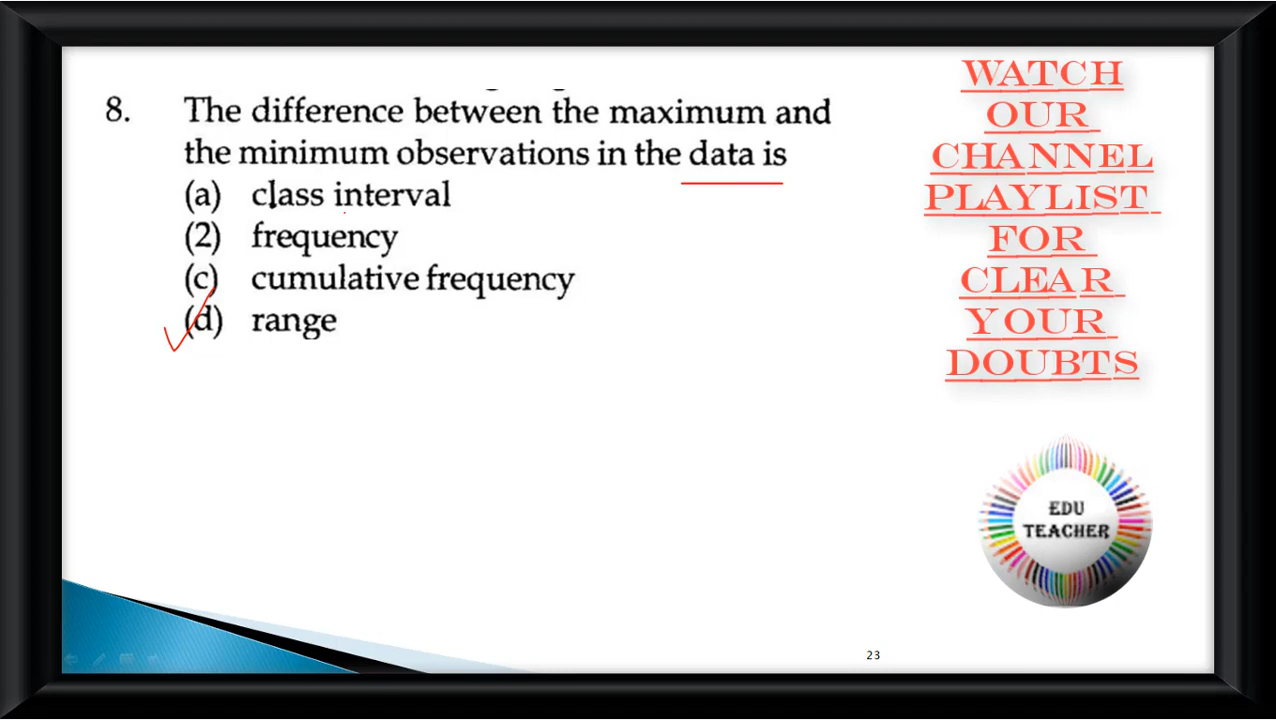 8. The difference between the maximum and
the minimum observations in the data is
(a) class interval
(2) frequency
(c) cumulative frequency
(d) range
WATCH
OUR
CHANNEL
PLAYLIST
FOR
CLEAR
YOUR
DOUBTS
EDU
TEACHER
23